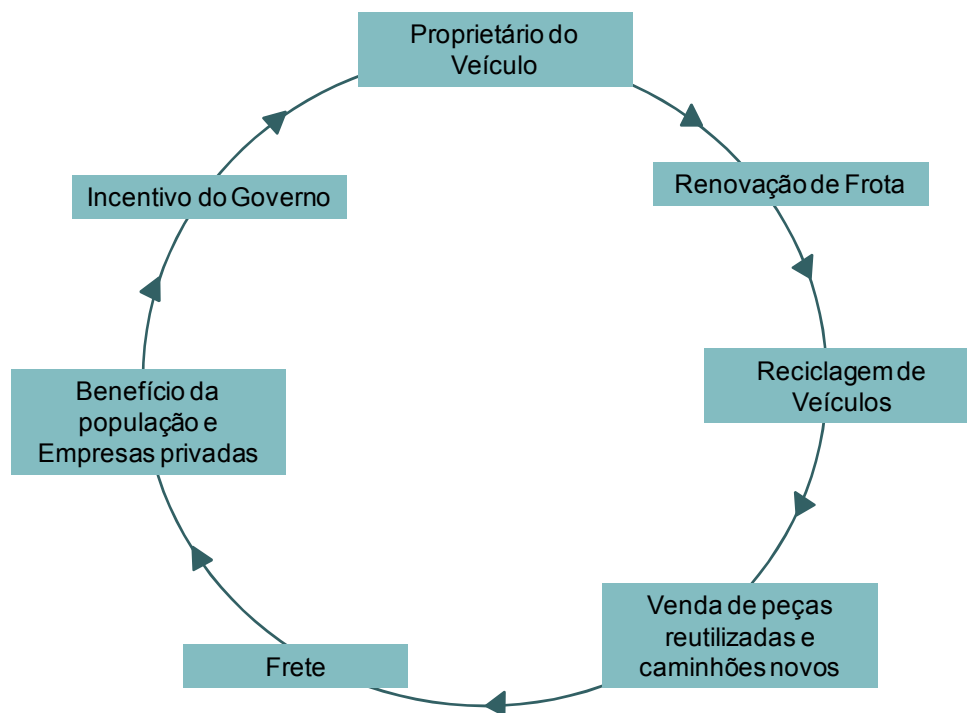 Proprietário do
Veículo
Renovação de Frota
Reciclagem de
Veículos
Venda de peças
reutilizadas e
caminhões novos
Frete
Benefício da
população e
Empresas privadas
Incentivo do Governo